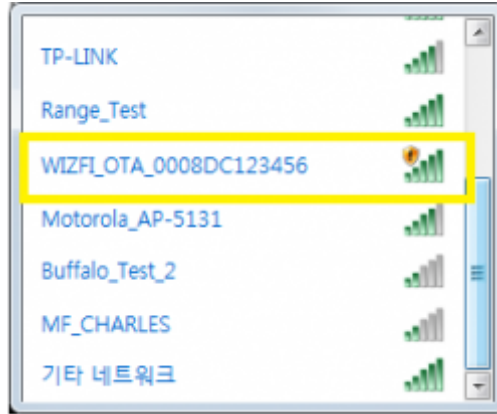 TP-LINK
Range_Test
WIZFI_OTA_0008DC123456
Motorola_AP-5131
Buffalo_Test_2
MF_CHARLES
기타 네트워크